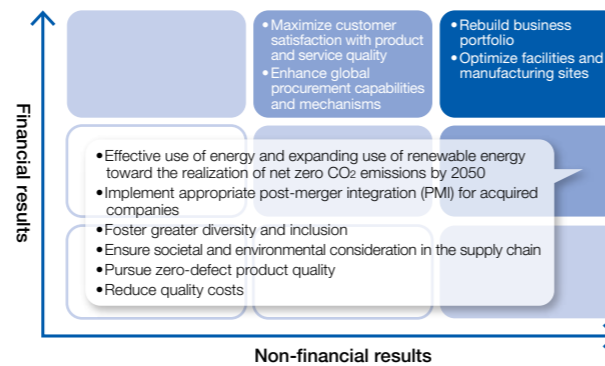 Financial results
•Maximize customer
satisfaction with product
and service quality
•Enhance global
procurement capabilities
and mechanisms
•Rebuild business
portfolio
•Optimize facilities and
manufacturing sites
•Effective use of energy and expanding use of renewable energy
toward the realization of net zero CO2 emissions by 2050
•Implement appropriate post-merger integration (PMI) for acquired
companies
•Foster greater diversity and inclusion
•Ensure societal and environmental consideration in the supply chain
•Pursue zero-defect product quality
•Reduce quality costs
Non-financial results